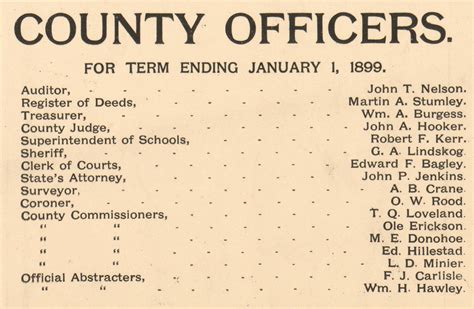 COUNTY OFFICERS.
FOR TERM ENDING JANUARY 1, 1899.
Auditor, - - - - - - John T. Nelson.
Register of Deeds, - - - - - Martin A. Stumley.
Treasurer, - - - - - - Wm. A. Burgess.
County Judge, - - - - - - John A. Hooker.
Superintendent of Schools, - - - - Robert F. Kerr.
Sheriff, - - - - - - G. A. Lindskog.
Clerk of Courts, - - - - - Edward F. Bagley.
State's Attorney, - - - - - John P. Jenkins.
Surveyor, - - - - - - A. B. Crane.
Coroner, - - - - - - O. W. Rood.
County Commissioners, - - - - - T. Q. Loveland.
" " - - - - - Ole Erickson.
" " - - - - - M. E. Donohoe.
" " - - - - - Ed. Hillestad.
" " - - - - - L. D. Minier.
Official Abstracters, - - - - - F. J. Carlisle.
" " - - - - - Wm. H. Hawley.